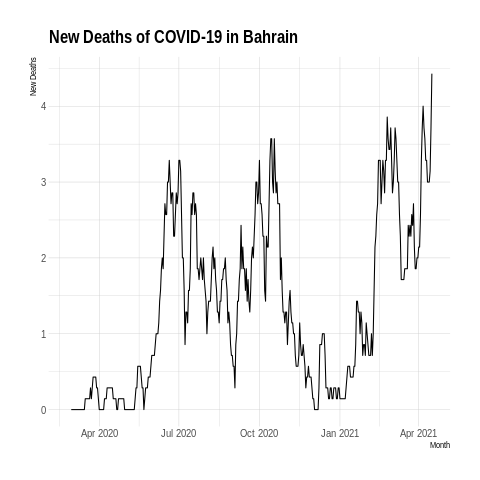 New Deaths of COVID-19 in Bahrain
New Deaths
4
3
2
1
0
Apr 2020 Jul 2020 Oct 2020 Jan 2021 Apr 2021
Month